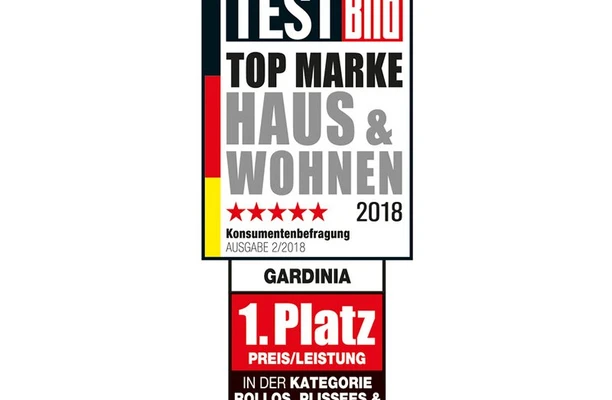 TEST Bild
TOP MARKE
HAUS &
WOHNEN
2018
Konsumentenbefragung
AUSGABE 2/2018
GARDINIA
1. Platz
PREIS/LEISTUNG
IN DER KATEGORIE
ROLLOS, PLISSEES &